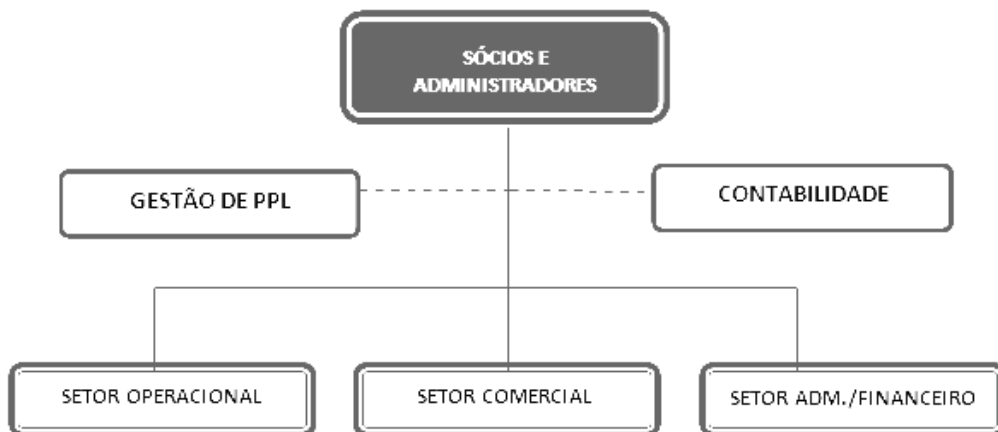 SÓCIOS E
ADMINISTRADORES
GESTÃO DE PPL
CONTABILIDADE
SETOR OPERACIONAL
SETOR COMERCIAL
SETOR ADM./FINANCEIRO